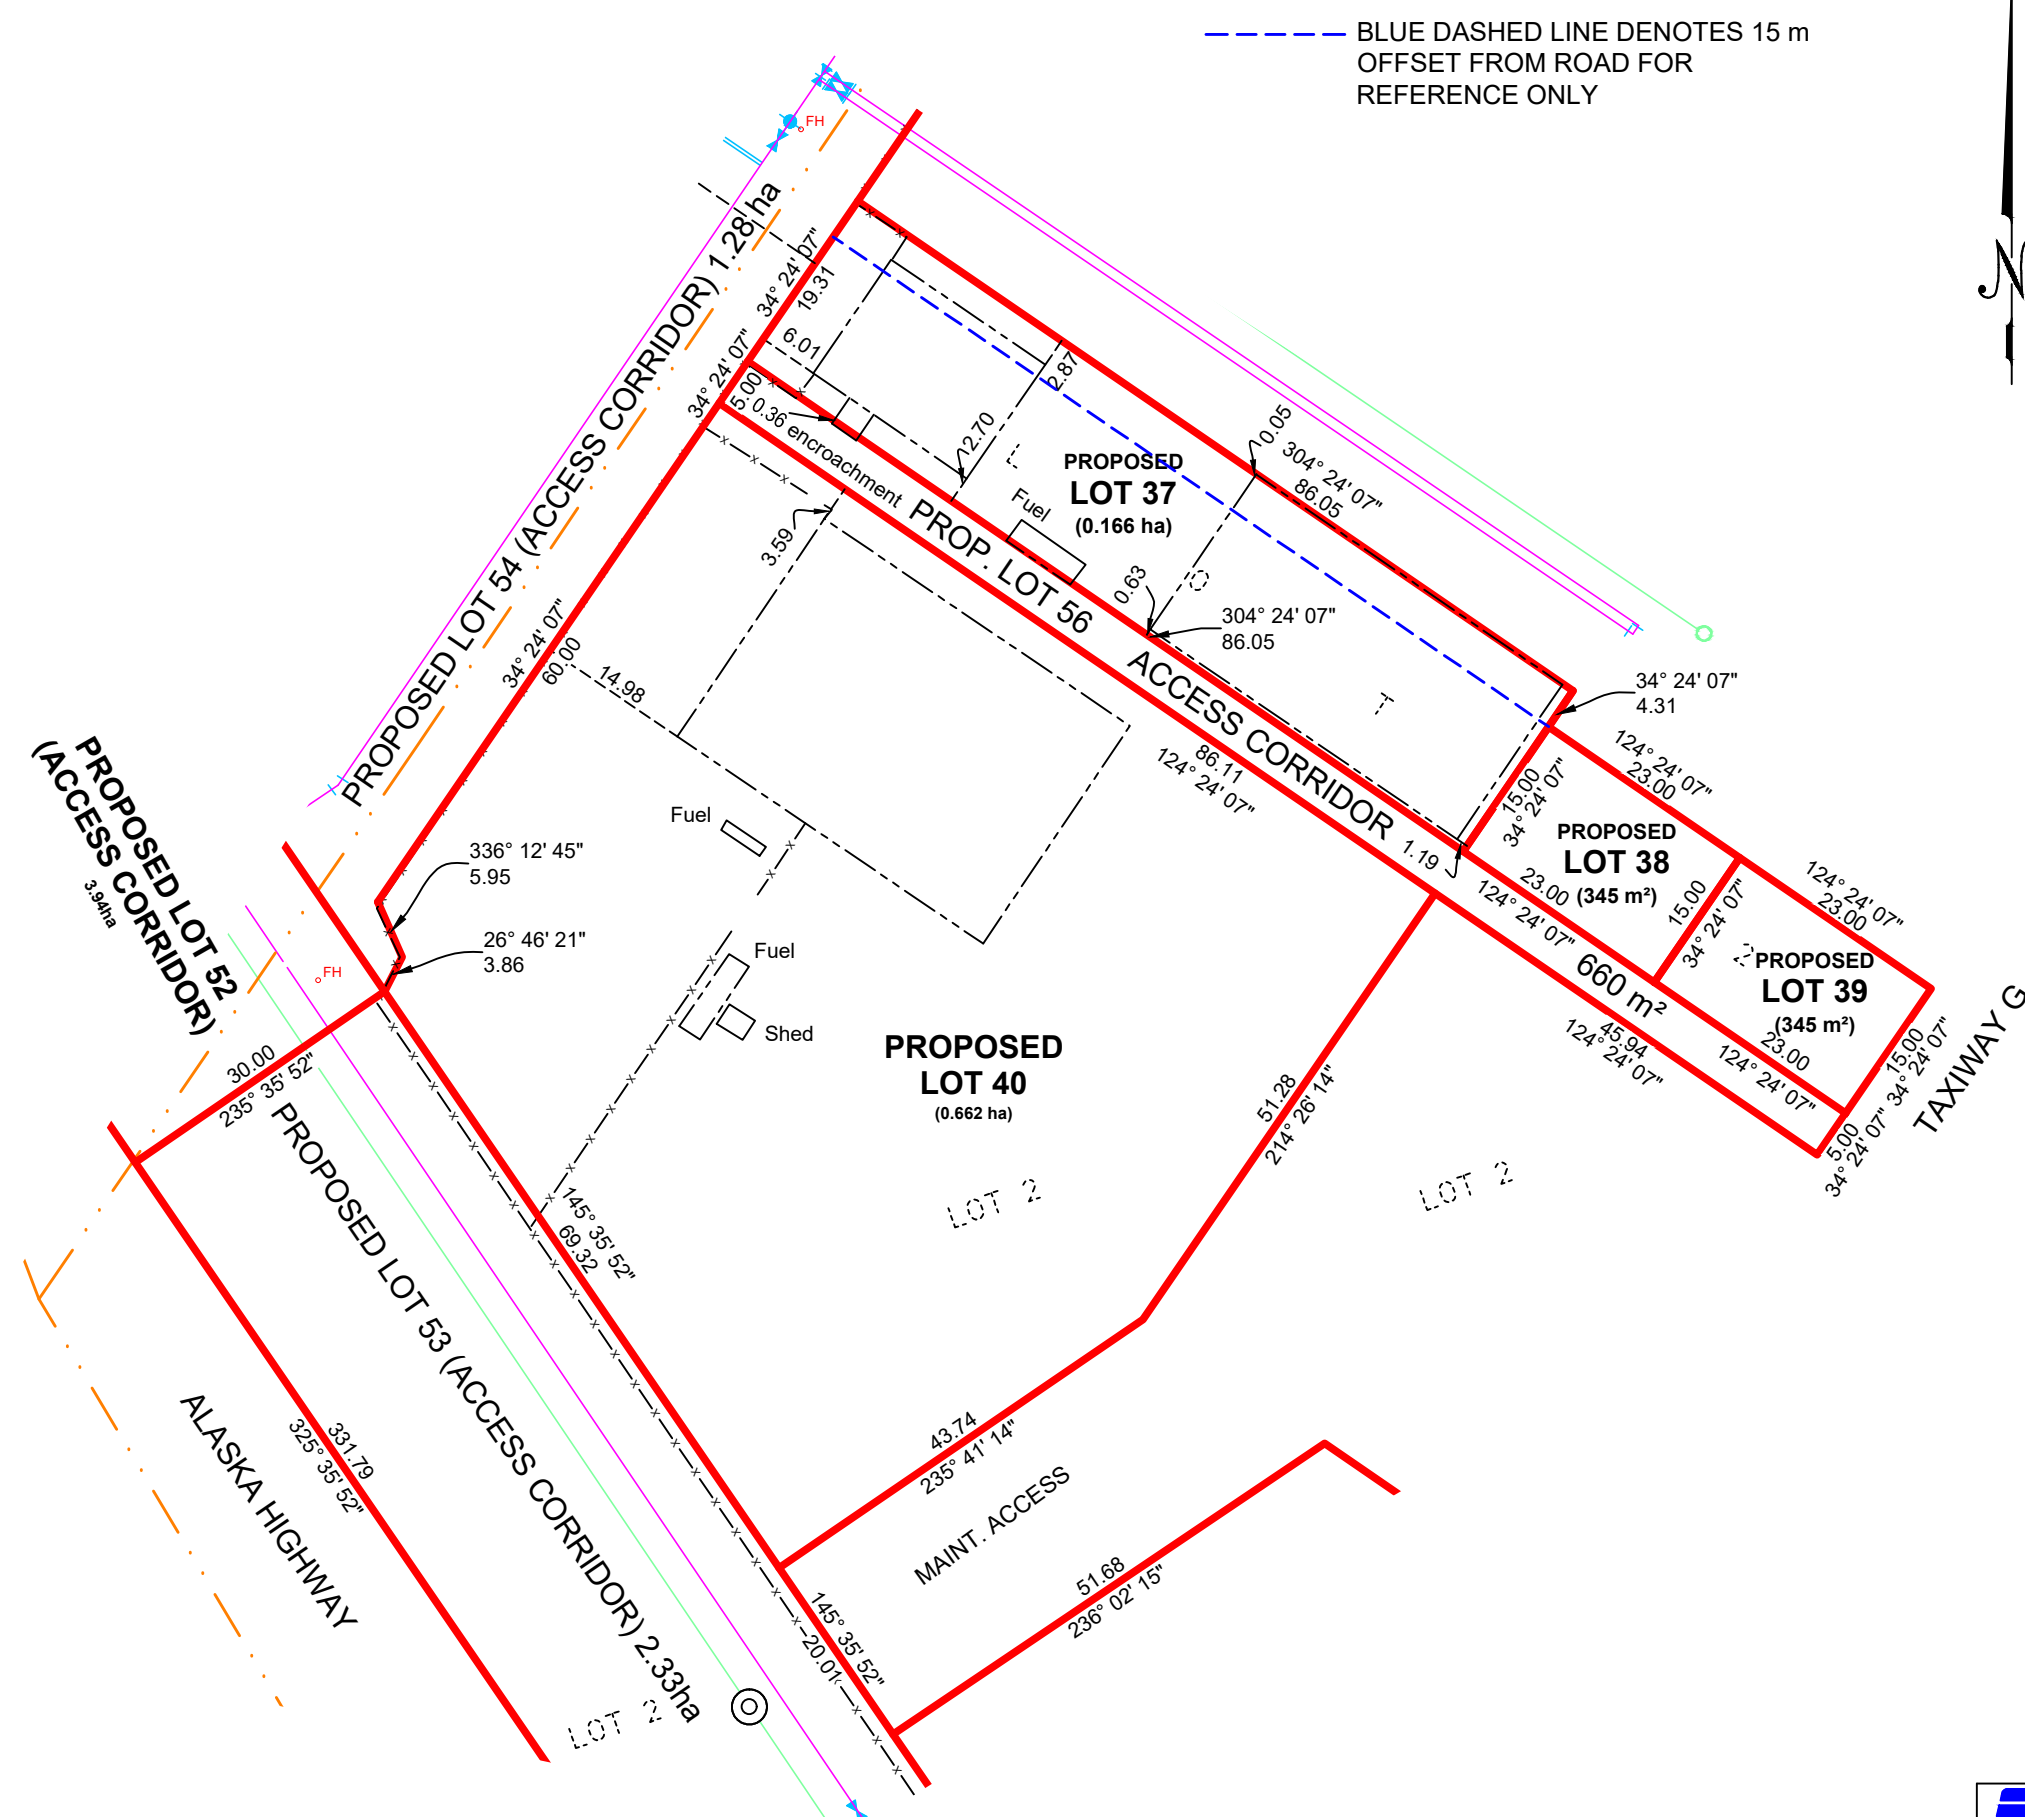 BLUE DASHED LINE DENOTES 15 m
OFFSET FROM ROAD FOR
REFERENCE ONLY
N
FH
PROPOSED LOT 54 (ACCESS CORRIDOR) 1.28 ha
34° 24' 07"
19.31
34° 24' 07"
5.00
6.01
0.36 encroachment
2.87
2.70
L
PROPOSED
LOT 37
(0.166 ha)
Fuel
0.05
304° 24' 07"
86.05
PROP. LOT 56
ACCESS CORRIDOR
660 m²
0.63
O
304° 24' 07"
86.05
T
34° 24' 07"
4.31
3.59
34° 24' 07"
60.00
14.98
86.11
124° 24' 07"
1.19
15.00
34° 24' 07"
124° 24' 07"
23.00
PROPOSED
LOT 38
(345 m²)
23.00
124° 24' 07"
15.00
34° 24' 07"
124° 24' 07"
23.00
2
PROPOSED
LOT 39
(345 m²)
23.00
124° 24' 07"
15.00
34° 24' 07"
5.00
34° 24' 07"
TAXIWAY G
45.94
124° 24' 07"
PROPOSED LOT 52
(ACCESS CORRIDOR)
3.94ha
336° 12' 45"
5.95
26° 46' 21"
3.86
FH
Fuel
Fuel
Shed
PROPOSED
LOT 40
(0.662 ha)
30.00
235° 35' 52"
PROPOSED LOT 53 (ACCESS CORRIDOR) 2.33ha
145° 35' 52"
69.32
51.28
214° 26' 14"
LOT 2
LOT 2
331.79
325° 35' 52"
ALASKA HIGHWAY
43.74
235° 41' 14"
MAINT. ACCESS
51.68
236° 02' 15"
145° 35' 52"
20.01
LOT 2